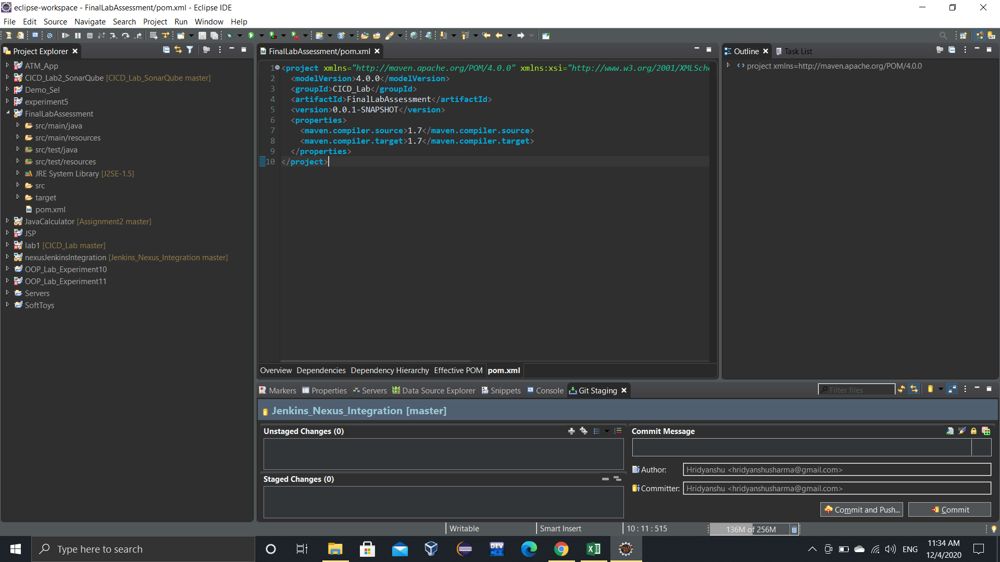 eclipse-workspace - FinalLabAssessment/pom.xml - Eclipse IDE
File Edit Source Navigate Search Project Run Window Help
Project Explorer
ATM_App
CICD_Lab2_SonarQube [CICD_Lab_SonarQube master]
Demo_Sel
experiment5
FinalLabAssessment
src/main/java
src/main/resources
src/test/java
src/test/resources
JRE System Library [J2SE-1.5]
src
target
pom.xml
JavaCalculator [Assignment2 master]
JSP
lab1 [CICD_Lab master]
nexusJenkinsIntegration [Jenkins_Nexus_Integration master]
OOP_Lab_Experiment10
OOP_Lab_Experiment11
Servers
SoftToys
FinalLabAssessment/pom.xml
1 <project xmlns="http://maven.apache.org/POM/4.0.0" xmlns:xsi="http://www.w3.org/2001/XMLSche
2 <modelVersion>4.0.0</modelVersion>
3 <groupId>CICD_Lab</groupId>
4 <artifactId>FinalLabAssessment</artifactId>
5 <version>0.0.1-SNAPSHOT</version>
6 <properties>
7 <maven.compiler.source>1.7</maven.compiler.source>
8 <maven.compiler.target>1.7</maven.compiler.target>
9 </properties>
10 </project>
Overview Dependencies Dependency Hierarchy Effective POM pom.xml
Outline Task List
project xmlns=http://maven.apache.org/POM/4.0.0
Markers Properties Servers Data Source Explorer Snippets Console Git Staging
Filter files
Jenkins_Nexus_Integration [master]
Unstaged Changes (0)
Staged Changes (0)
Commit Message
Author: Hridyanshu <hridyanshusharma@gmail.com>
Committer: Hridyanshu <hridyanshusharma@gmail.com>
Commit and Push... Commit
Writable Smart Insert 10 : 11 : 515 136M of 256M
Type here to search
DEV
ENG
11:34 AM
12/4/2020